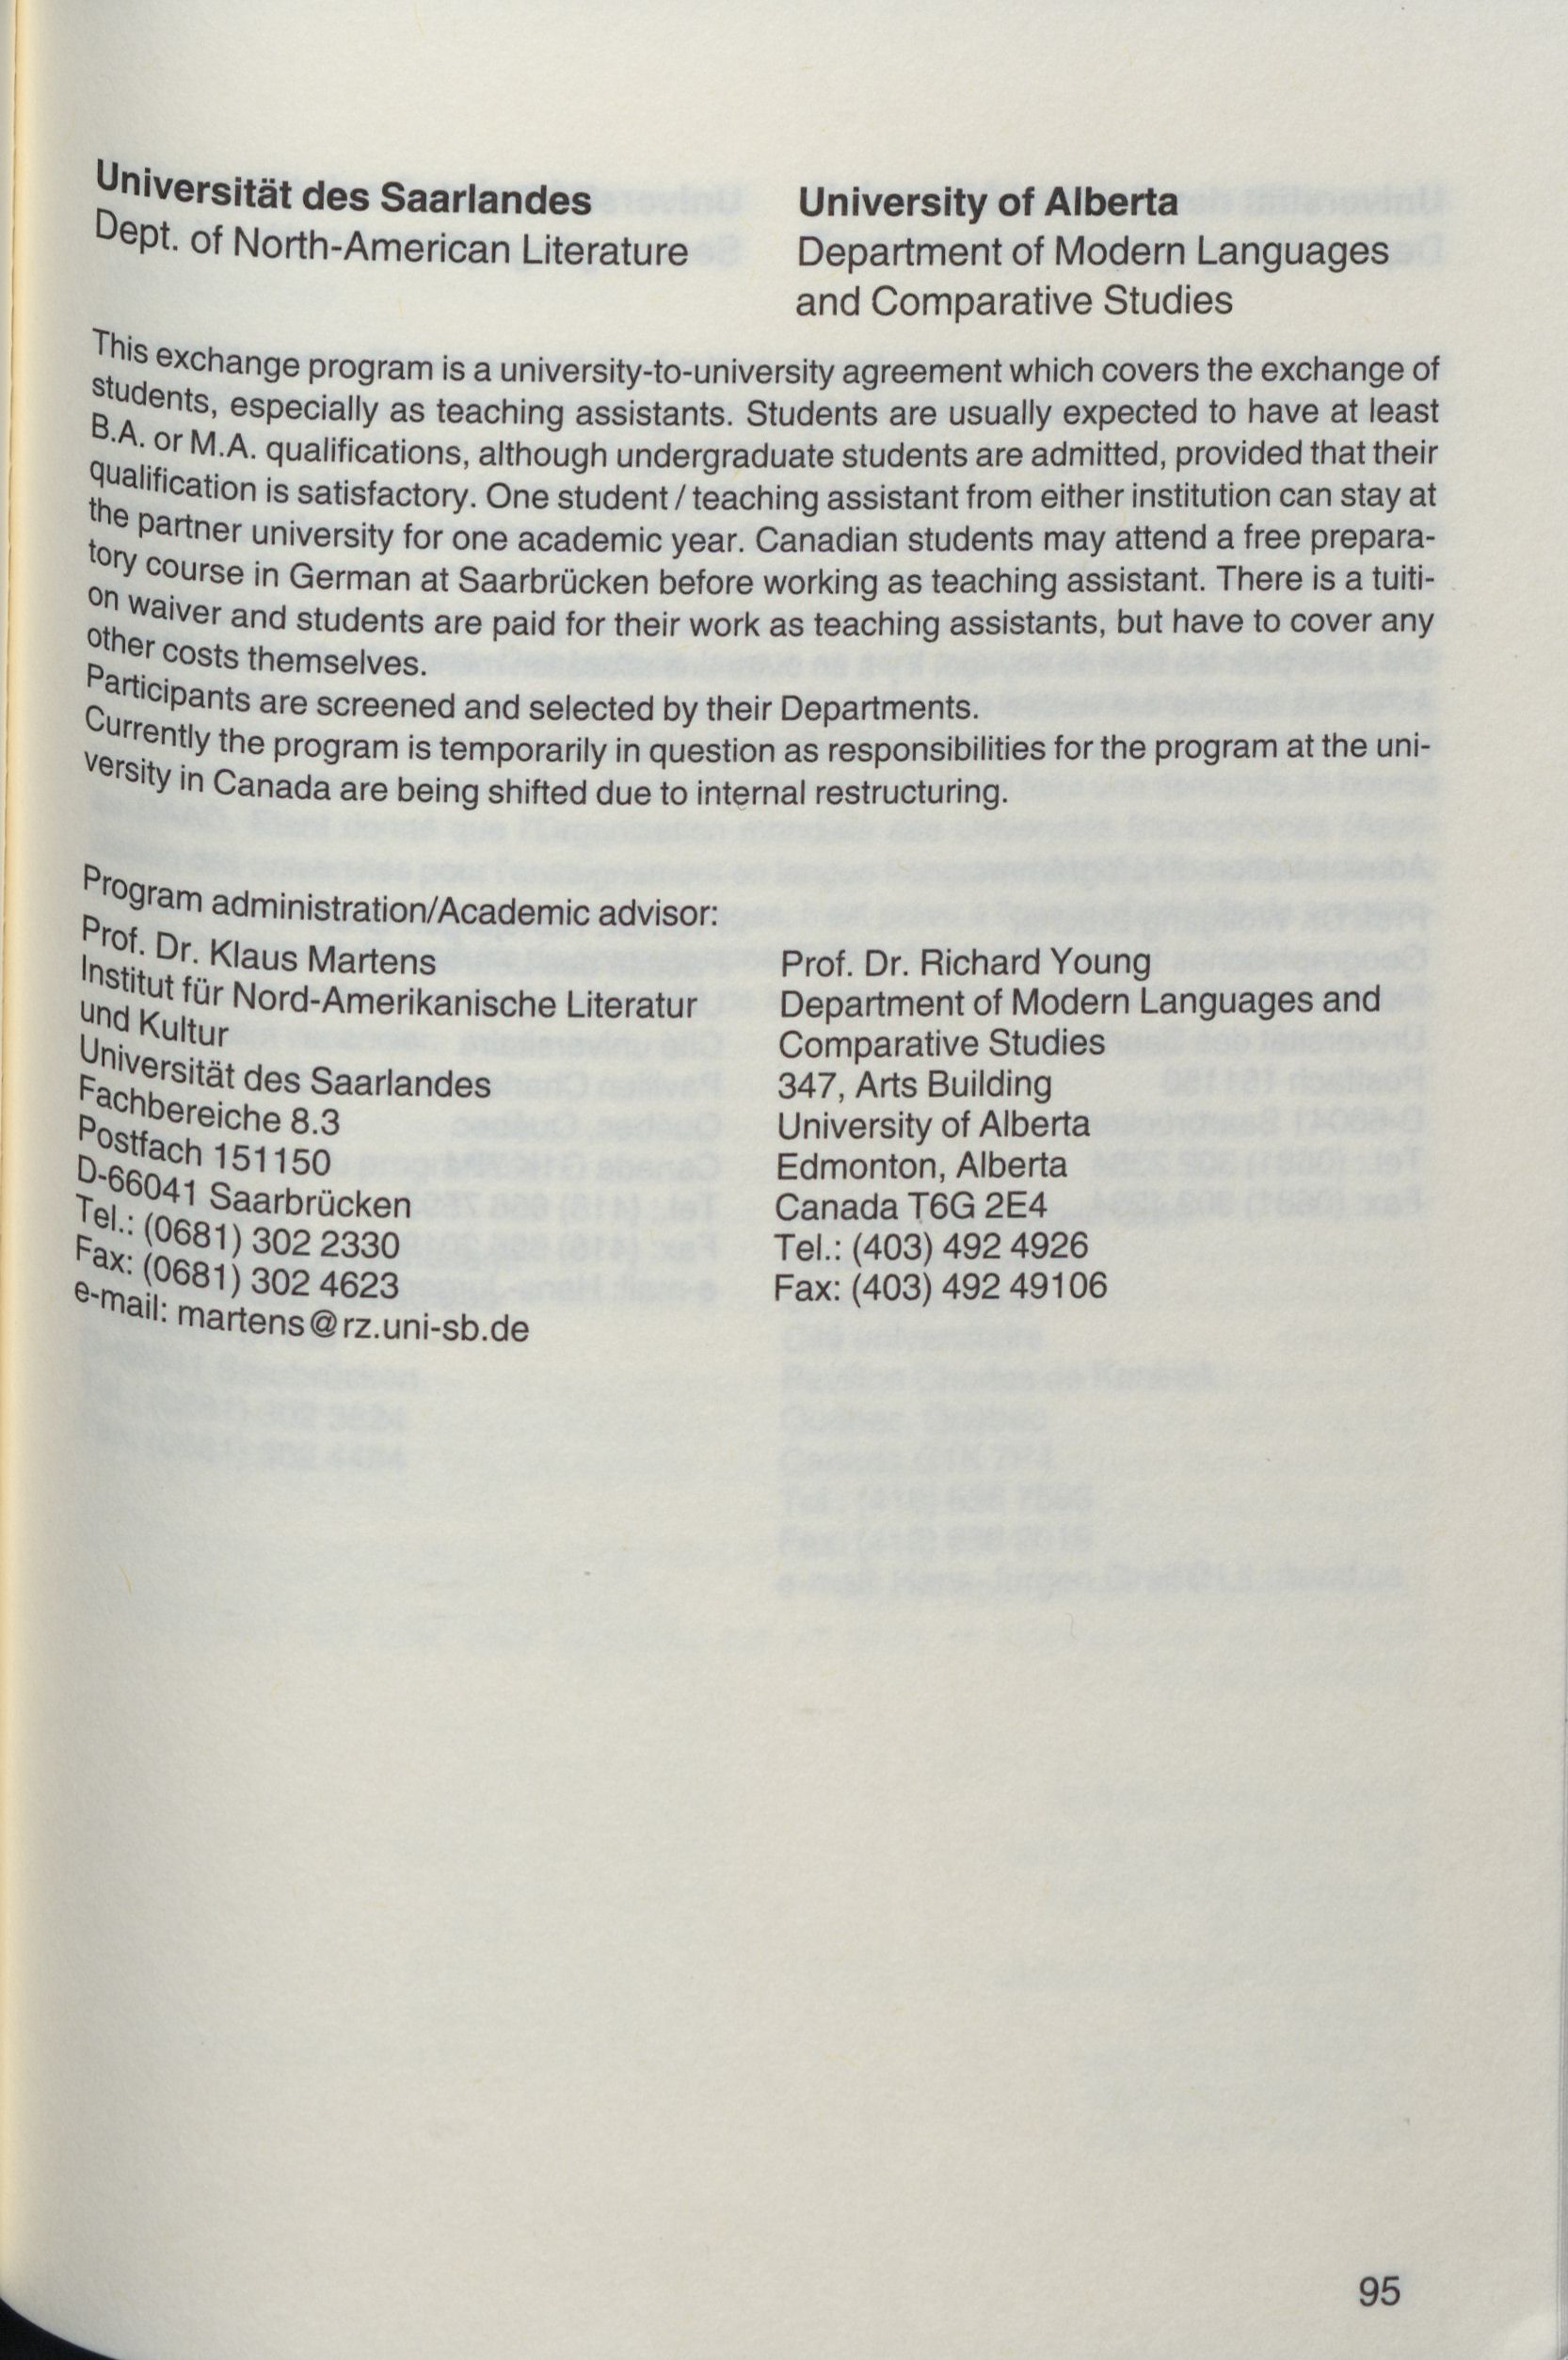 Universität des Saarlandes
Dept. of North-American Literature
University of Alberta
Department of Modern Languages
and Comparative Studies
This exchange program is a university-to-university agreement which covers the exchange of
students, especially as teaching assistants. Students are usually expected to have at least
B.A. or M.A. qualifications, although undergraduate students are admitted, provided that their
qualification is satisfactory. One student / teaching assistant from either institution can stay at
the partner university for one academic year. Canadian students may attend a free prepara-
tory course in German at Saarbrücken before working as teaching assistant. There is a tuiti-
on waiver and students are paid for their work as teaching assistants, but have to cover any
other costs themselves.
Participants are screened and selected by their Departments.
Currently the program is temporarily in question as responsibilities for the program at the uni-
versity in Canada are being shifted due to internal restructuring.
Program administration/Academic advisor:
Prof. Dr. Klaus Martens
Institut für Nord-Amerikanische Literatur
und Kultur
Universität des Saarlandes
Fachbereiche 8.3
Postfach 151150
D-66041 Saarbrücken
Tel.: (0681) 302 2330
Fax: (0681) 302 4623
e-mail: martens@rz.uni-sb.de
Prof. Dr. Richard Young
Department of Modern Languages and
Comparative Studies
347, Arts Building
University of Alberta
Edmonton, Alberta
Canada T6G 2E4
Tel.: (403) 492 4926
Fax: (403) 492 49106
95